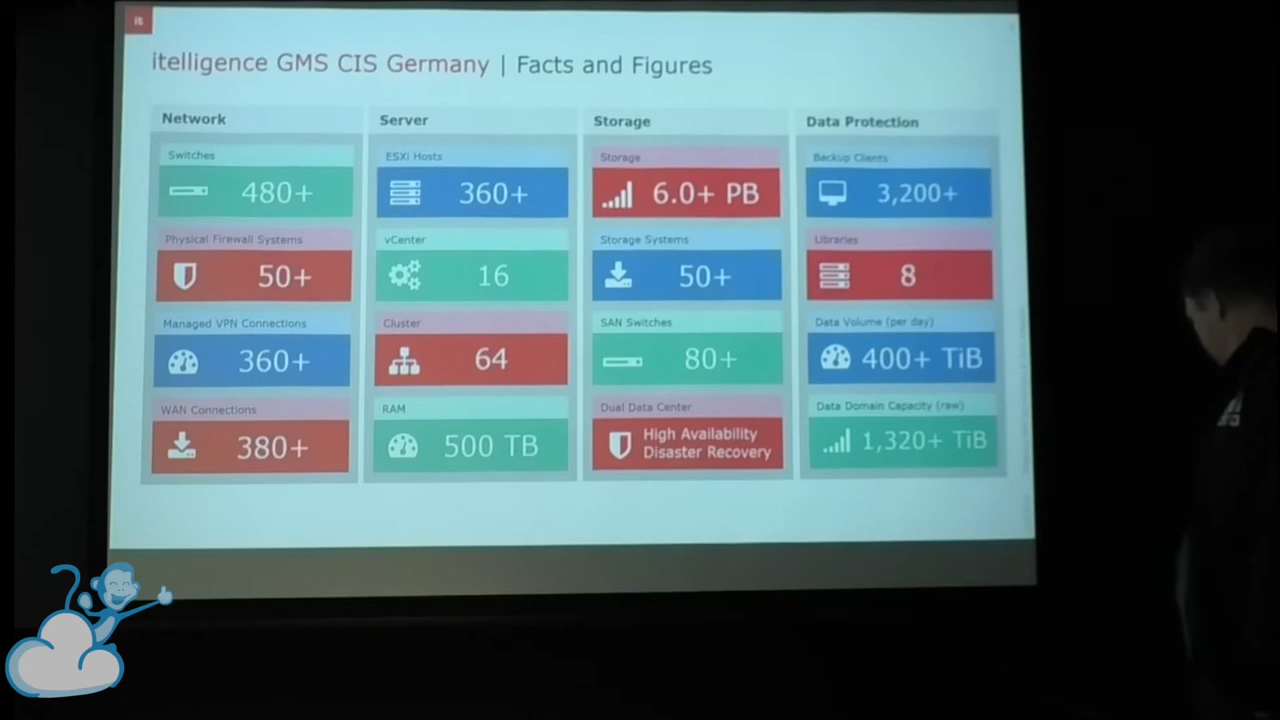 it
itelligence GMS CIS Germany | Facts and Figures
Network
Switches
480+
Physical Firewall Systems
50+
Managed VPN Connections
360+
WAN Connections
380+
Server
ESXi Hosts
360+
vCenter
16
Cluster
64
RAM
500 TB
Storage
Storage
6.0+ PB
Storage Systems
50+
SAN Switches
80+
Dual Data Center
High Availability
Disaster Recovery
Data Protection
Backup Clients
3,200+
Libraries
8
Data Volume (per day)
400+ TiB
Data Domain Capacity (raw)
1,320+ TiB